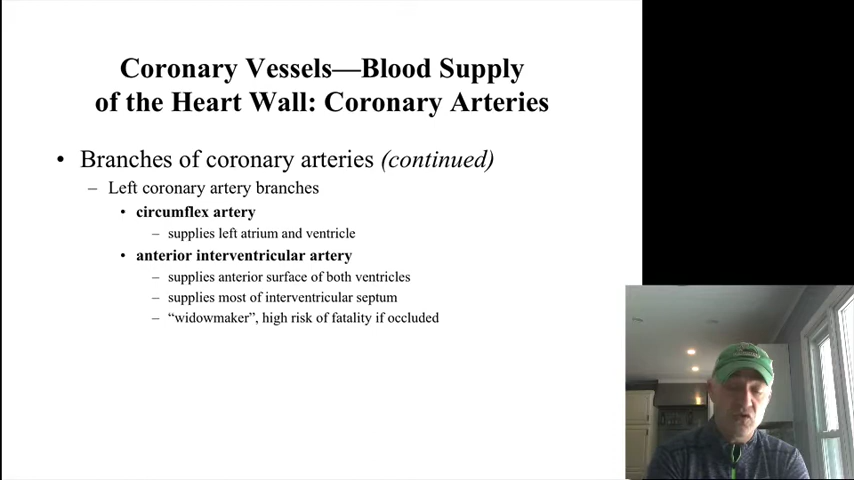 Coronary Vessels—Blood Supply
of the Heart Wall: Coronary Arteries
• Branches of coronary arteries (continued)
– Left coronary artery branches
• circumflex artery
– supplies left atrium and ventricle
• anterior interventricular artery
– supplies anterior surface of both ventricles
– supplies most of interventricular septum
– “widowmaker”, high risk of fatality if occluded